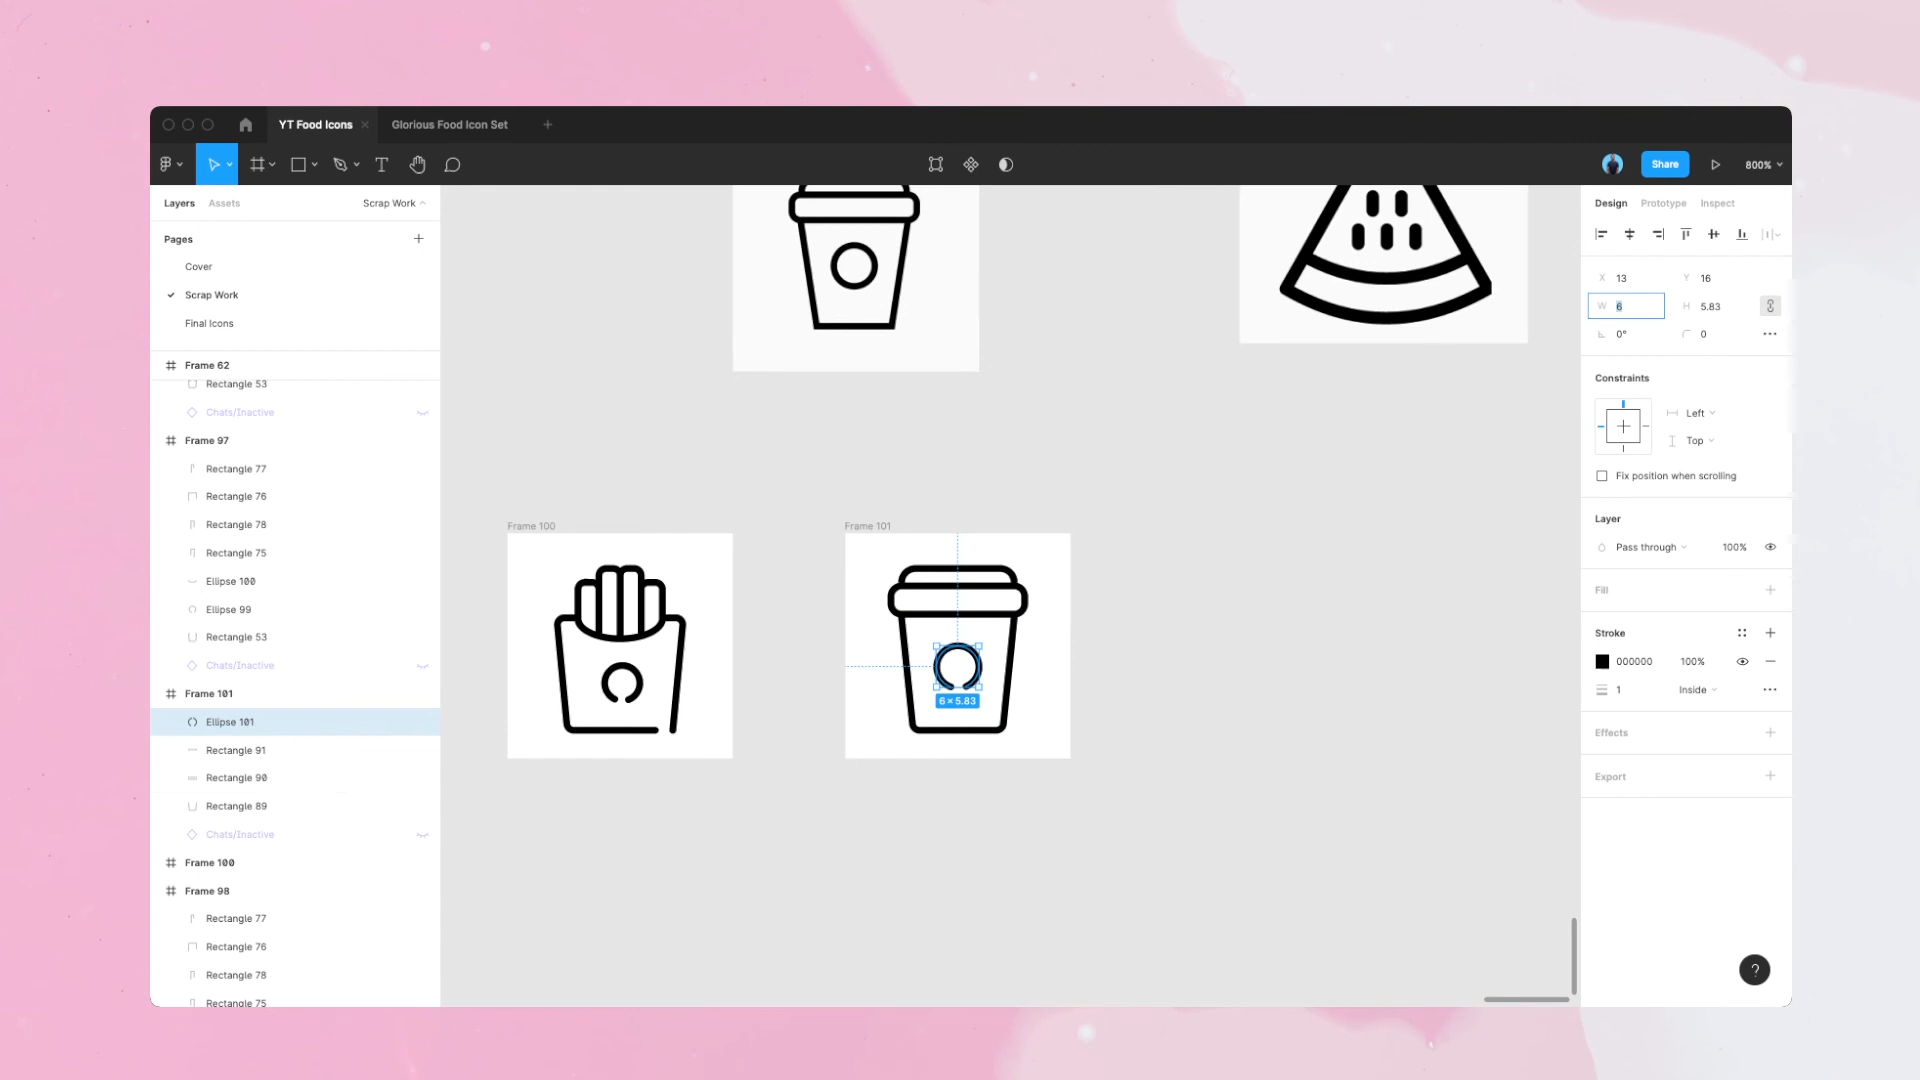 YT Food Icons
Glorious Food Icon Set
Share
800%
Layers
Assets
Scrap Work
Pages
Cover
Scrap Work
Final Icons
Frame 62
Rectangle 53
Chats/Inactive
Frame 97
Rectangle 77
Rectangle 76
Rectangle 78
Rectangle 75
Ellipse 100
Ellipse 99
Rectangle 53
Chats/Inactive
Frame 101
Ellipse 101
Rectangle 91
Rectangle 90
Rectangle 89
Chats/Inactive
Frame 100
Frame 98
Rectangle 77
Rectangle 76
Rectangle 78
Rectangle 75
Frame 100
Frame 101
6 × 5.83
Design
Prototype
Inspect
X 13
Y 16
W 6
H 5.83
0°
0
Constraints
Left
Top
Fix position when scrolling
Layer
Pass through
100%
Fill
Stroke
000000
100%
1
Inside
Effects
Export
?